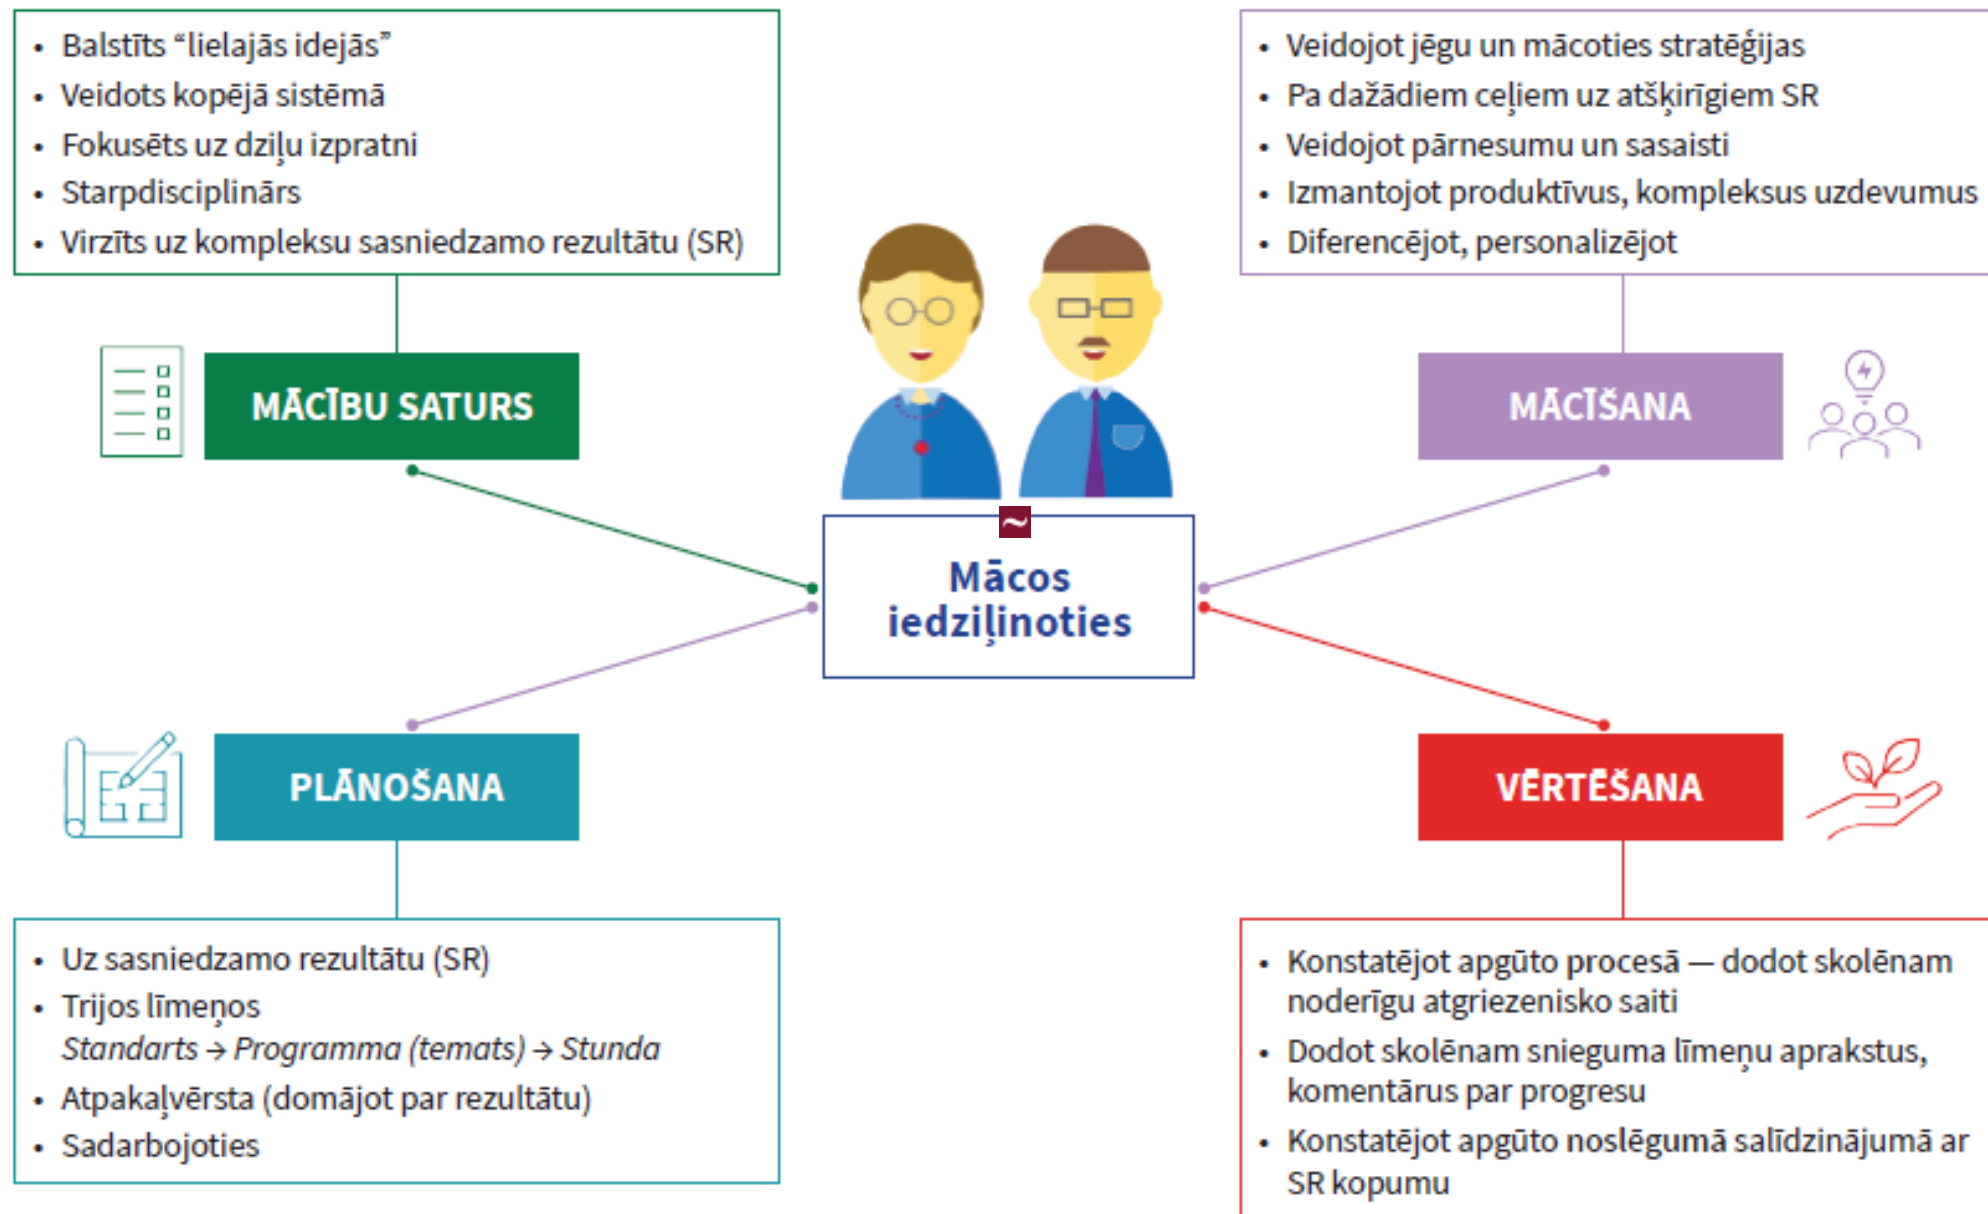 • Balstīts “lielajās idejās”
• Veidots kopējā sistēmā
• Fokusēts uz dziļu izpratni
• Starpdisciplinārs
• Virzīts uz kompleksu sasniedzamo rezultātu (SR)
MĀCĪBU SATURS
• Veidojot jēgu un mācoties stratēģijas
• Pa dažādiem ceļiem uz atšķirīgiem SR
• Veidojot pārnesumu un sasaisti
• Izmantojot produktīvus, kompleksus uzdevumus
• Diferencējot, personalizējot
MĀCĪŠANA
~
Mācos
iedziļinoties
PLĀNOŠANA
• Uz sasniedzamo rezultātu (SR)
• Trijos līmeņos
Standarts → Programma (temats) → Stunda
• Atpakaļvērsta (domājot par rezultātu)
• Sadarbojoties
VĒRTĒŠANA
• Konstatējot apgūto procesā — dodot skolēnam
noderīgu atgriezenisko saiti
• Dodot skolēnam snieguma līmeņu aprakstus,
komentārus par progresu
• Konstatējot apgūto noslēgumā salīdzinājumā ar
SR kopumu